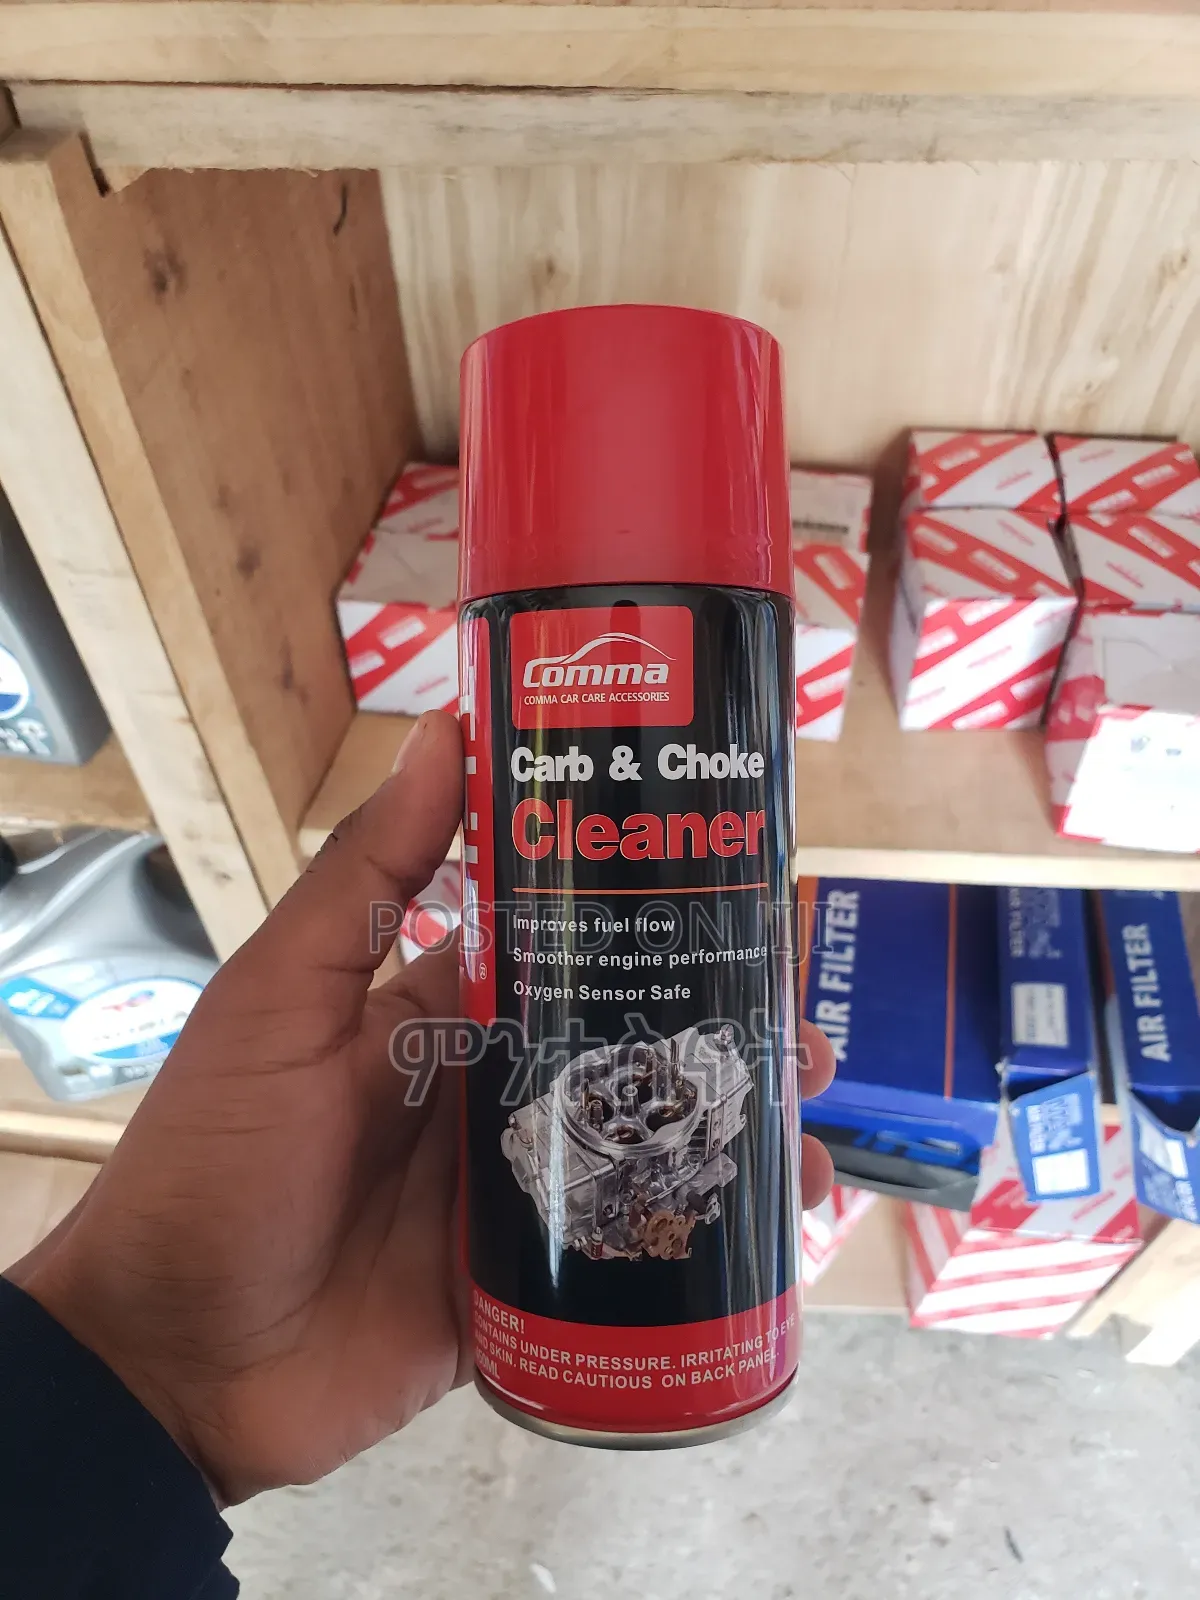 Comma
COMMA CAR CARE ACCESSORIES
Carb & Choke
Cleaner
Improves fuel flow
Smoother engine performance
Oxygen Sensor Safe
POSTED ON JIJI
DANGER!
CONTAINS UNDER PRESSURE. IRRITATING TO EYE
AND SKIN. READ CAUTIOUS ON BACK PANEL.
AIR FILTER
AIR FILTER